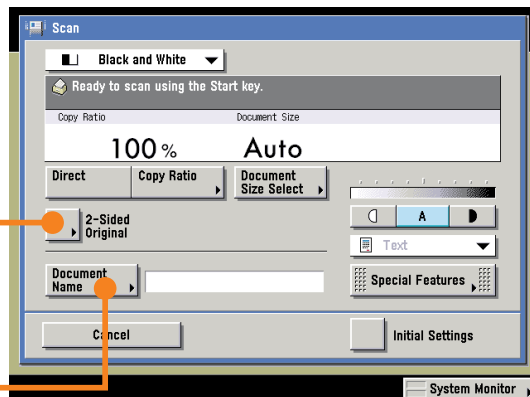 Scan
Black and White
Ready to scan using the Start key.
Copy Ratio Document Size
100 % Auto
Direct Copy Ratio Document
Size Select
2-Sided
Original
A
Text
Document
Name
Special Features
Cancel Initial Settings
System Monitor